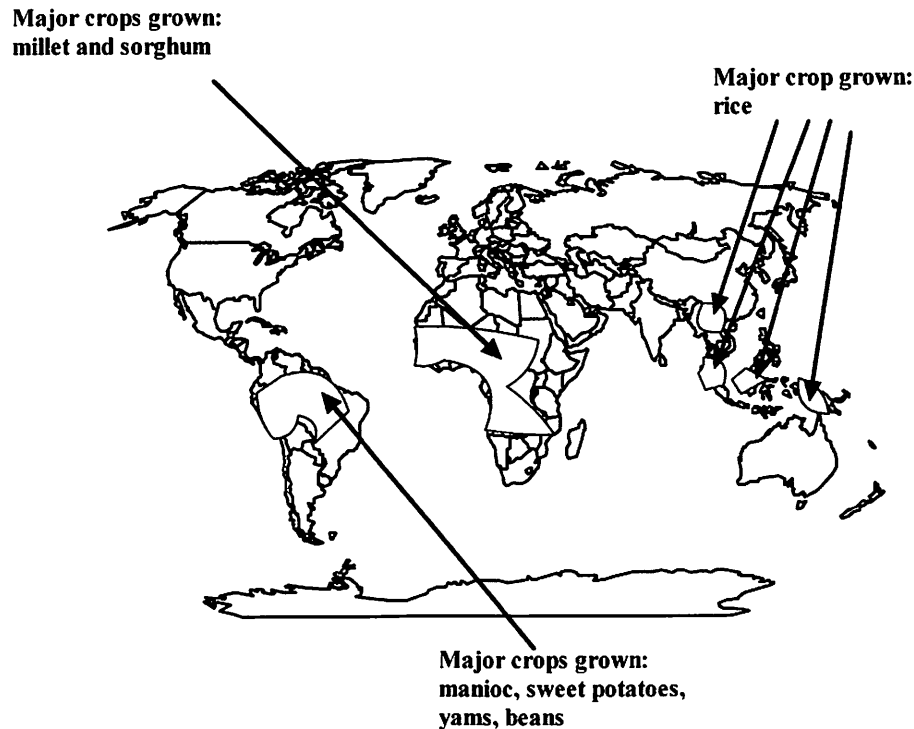 Major crops grown:
millet and sorghum
Major crop grown:
rice
Major crops grown:
manioc, sweet potatoes,
yams, beans